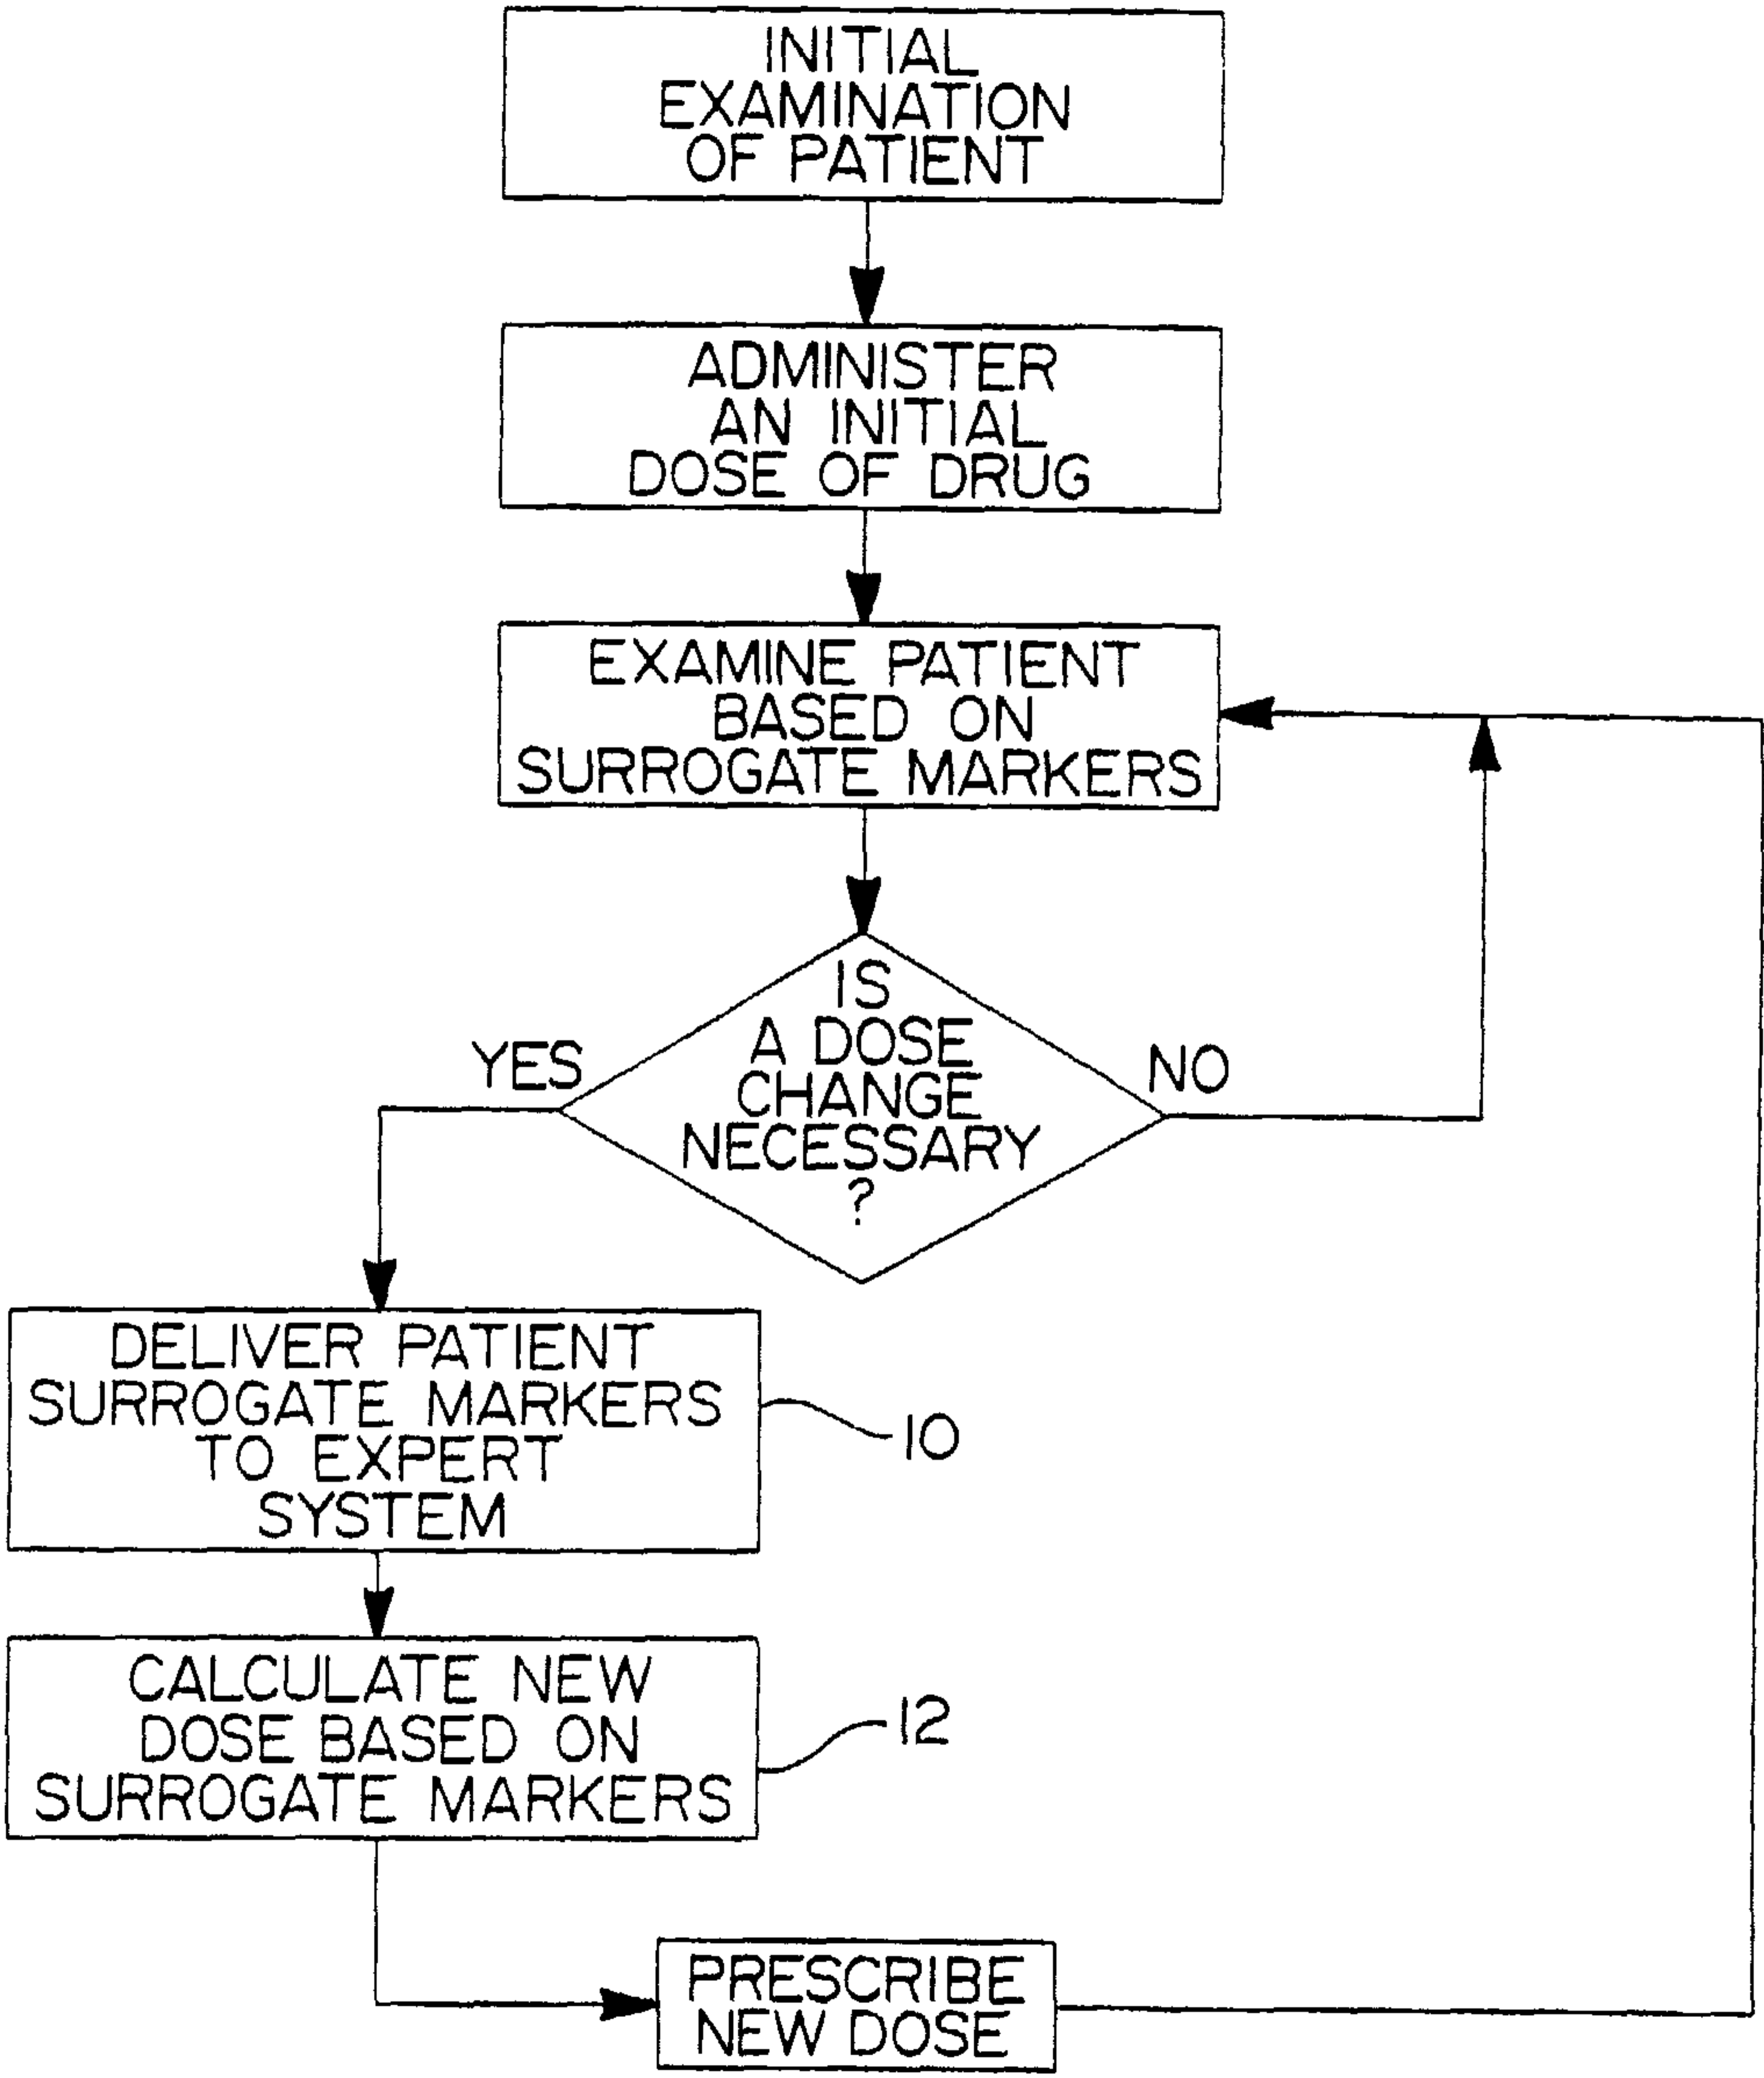 INITIAL
EXAMINATION
OF PATIENT
ADMINISTER
AN INITIAL
DOSE OF DRUG
EXAMINE PATIENT
BASED ON
SURROGATE MARKERS
IS
A DOSE
CHANGE
NECESSARY
?
YES
NO
DELIVER PATIENT
SURROGATE MARKERS
TO EXPERT
SYSTEM
10
CALCULATE NEW
DOSE BASED ON
SURROGATE MARKERS
12
PRESCRIBE
NEW DOSE